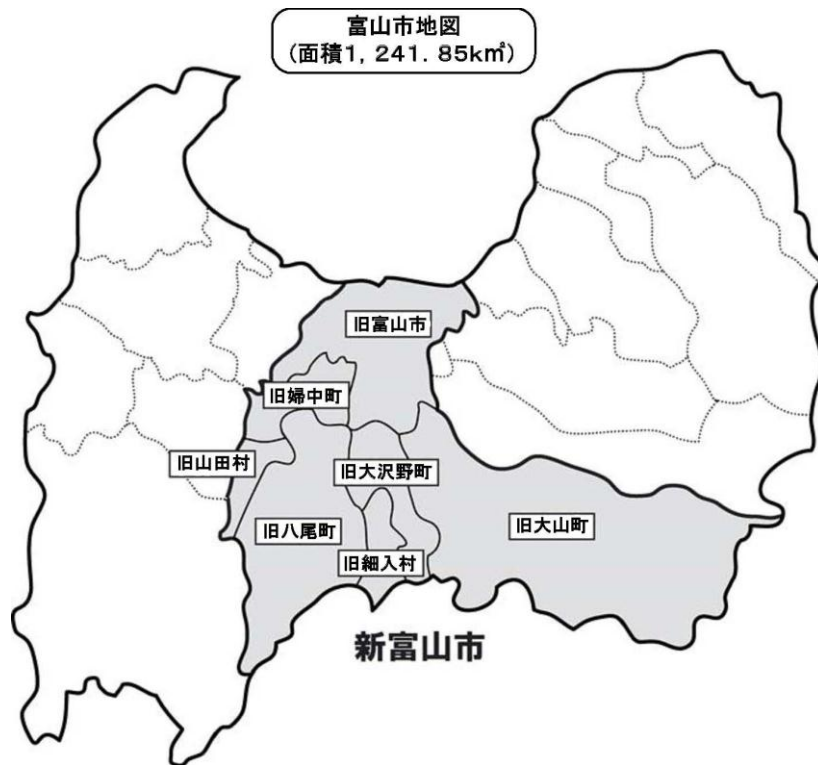 富山市地図
(面積1,241.85k㎡)
旧富山市
旧婦中町
旧山田村
旧大沢野町
旧八尾町
旧大山町
旧細入村
新富山市